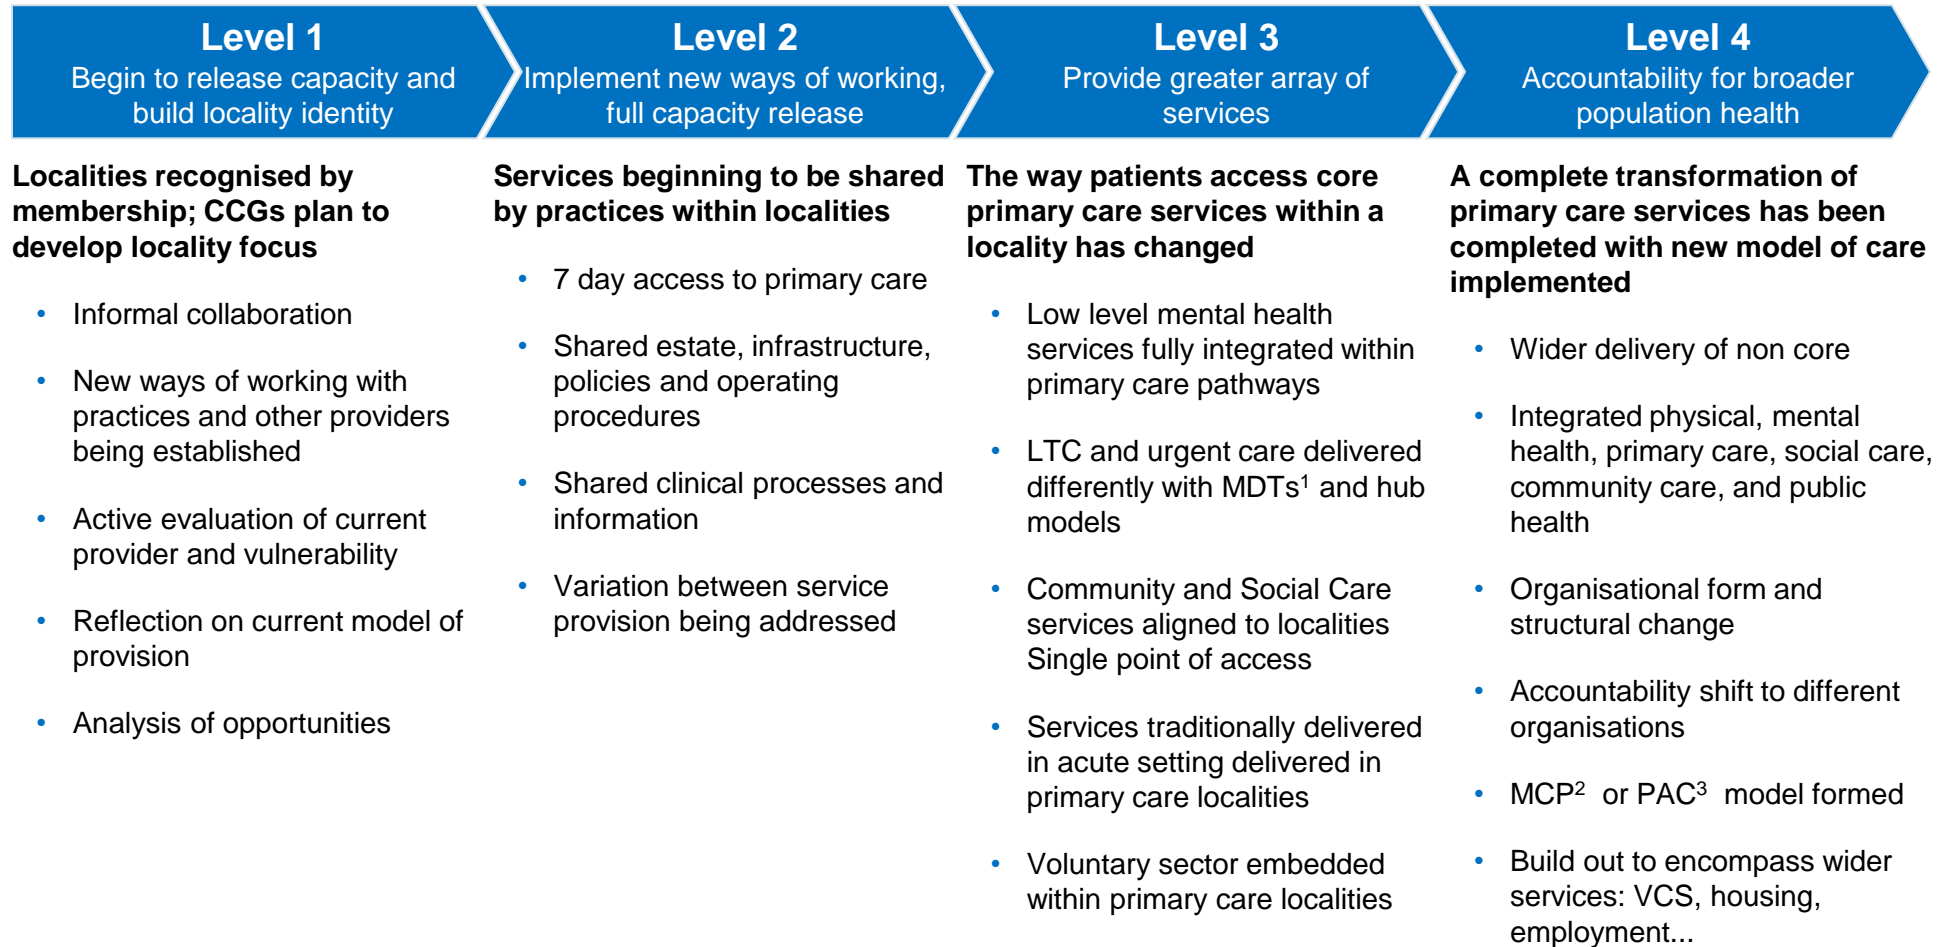 Level 1
Begin to release capacity and
build locality identity
Level 2
Implement new ways of working,
full capacity release
Level 3
Provide greater array of
services
Level 4
Accountability for broader
population health
Localities recognised by
membership; CCGs plan to
develop locality focus
• Informal collaboration
• New ways of working with
practices and other providers
being established
• Active evaluation of current
provider and vulnerability
• Reflection on current model of
provision
• Analysis of opportunities
Services beginning to be shared
by practices within localities
• 7 day access to primary care
• Shared estate, infrastructure,
policies and operating
procedures
• Shared clinical processes and
information
• Variation between service
provision being addressed
The way patients access core
primary care services within a
locality has changed
• Low level mental health
services fully integrated within
primary care pathways
• LTC and urgent care delivered
differently with MDTs¹ and hub
models
• Community and Social Care
services aligned to localities
Single point of access
• Services traditionally delivered
in acute setting delivered in
primary care localities
• Voluntary sector embedded
within primary care localities
A complete transformation of
primary care services has been
completed with new model of care
implemented
• Wider delivery of non core
• Integrated physical, mental
health, primary care, social care,
community care, and public
health
• Organisational form and
structural change
• Accountability shift to different
organisations
• MCP² or PAC³ model formed
• Build out to encompass wider
services: VCS, housing,
employment...